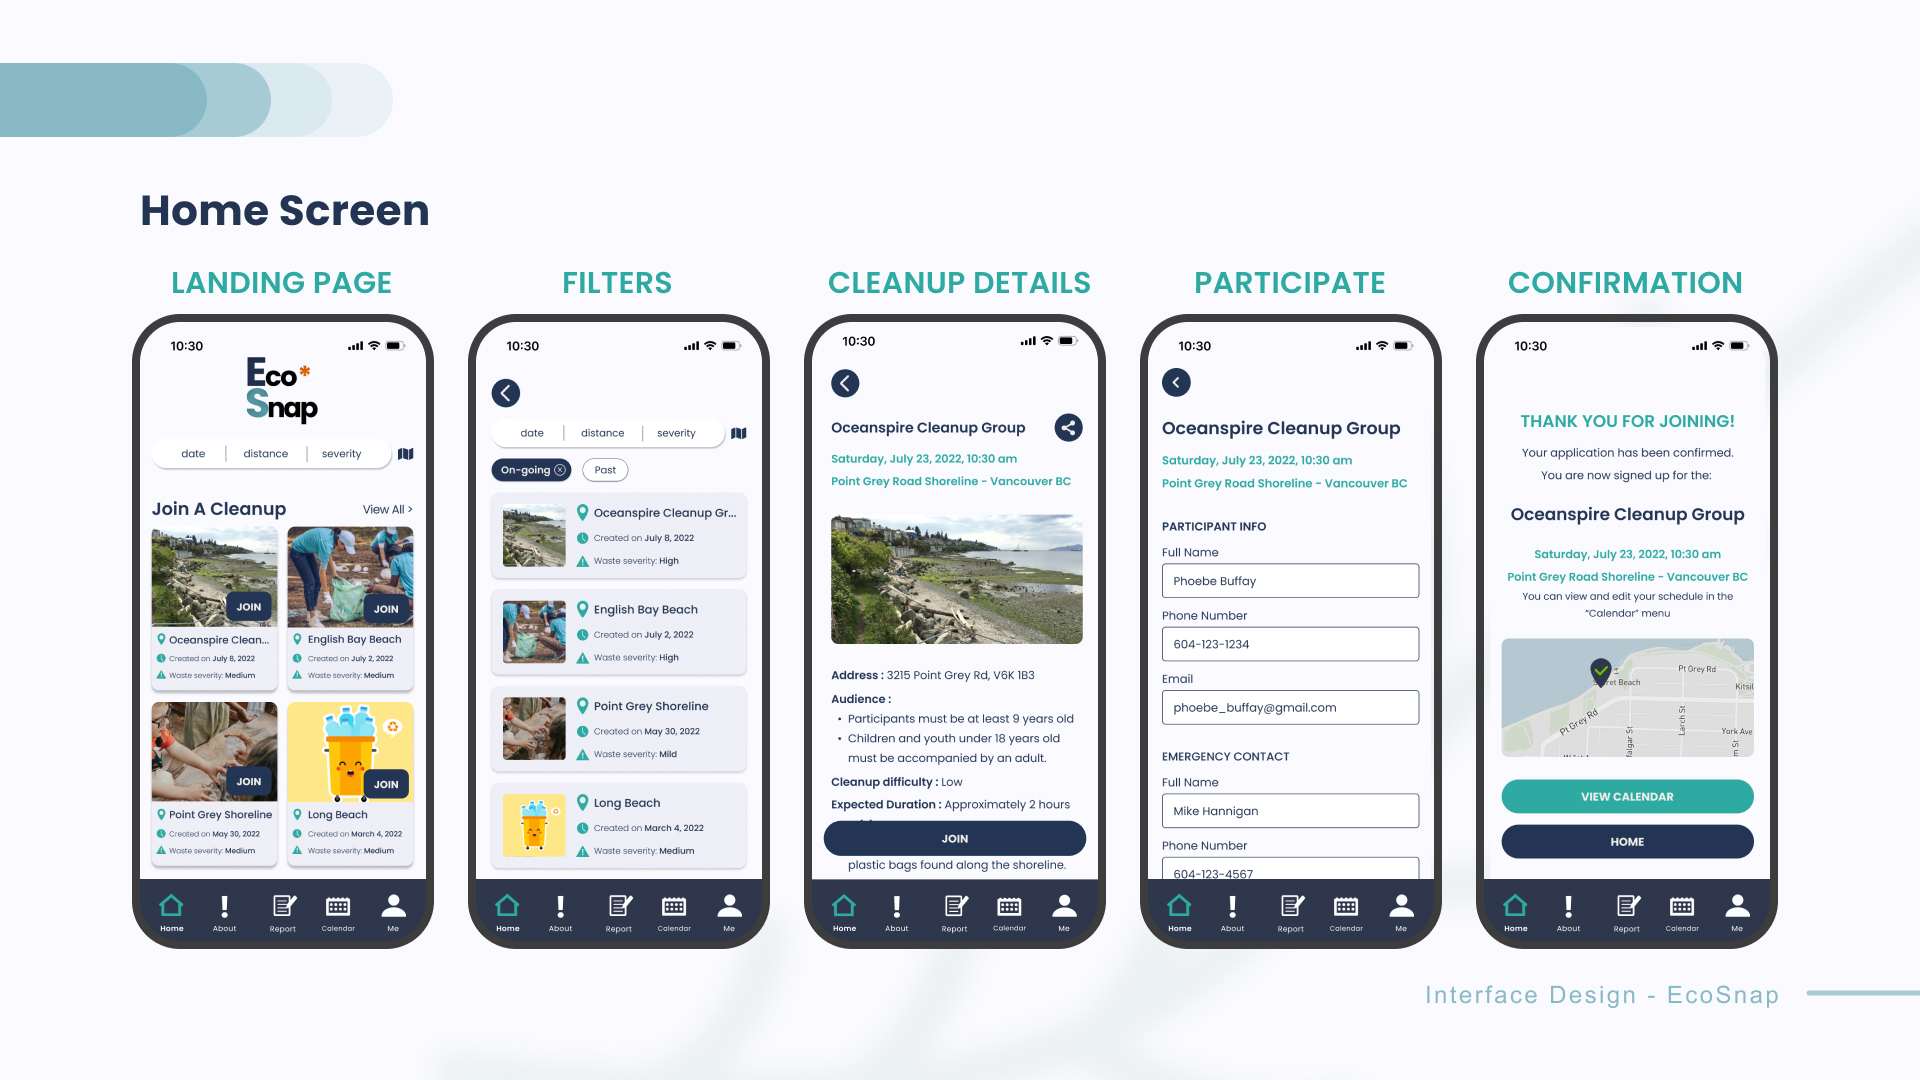 Home Screen
LANDING PAGE
10:30
Eco*
Snap
date
distance
severity
Join A Cleanup
View All >
JOIN
Oceanspire Clean...
Created on July 8, 2022
Waste severity: Medium
JOIN
English Bay Beach
Created on July 2, 2022
Waste severity: Medium
JOIN
Point Grey Shoreline
Created on May 30, 2022
Waste severity: Medium
JOIN
Long Beach
Created on March 4, 2022
Waste severity: Medium
Home
About
Report
Calendar
Me
FILTERS
10:30
date
distance
severity
On-going
Past
Oceanspire Cleanup Gr...
Created on July 8, 2022
Waste severity: High
English Bay Beach
Created on July 2, 2022
Waste severity: High
Point Grey Shoreline
Created on May 30, 2022
Waste severity: Mild
Long Beach
Created on March 4, 2022
Waste severity: Medium
Home
About
Report
Calendar
Me
CLEANUP DETAILS
10:30
Oceanspire Cleanup Group
Saturday, July 23, 2022, 10:30 am
Point Grey Road Shoreline - Vancouver BC
Address : 3215 Point Grey Rd, V6K 1B3
Audience :
• Participants must be at least 9 years old
• Children and youth under 18 years old
must be accompanied by an adult.
Cleanup difficulty : Low
Expected Duration : Approximately 2 hours
JOIN
plastic bags found along the shoreline.
Home
About
Report
Calendar
Me
PARTICIPATE
10:30
Oceanspire Cleanup Group
Saturday, July 23, 2022, 10:30 am
Point Grey Road Shoreline - Vancouver BC
PARTICIPANT INFO
Full Name
Phoebe Buffay
Phone Number
604-123-1234
Email
phoebe_buffay@gmail.com
EMERGENCY CONTACT
Full Name
Mike Hannigan
Phone Number
604-123-4567
Home
About
Report
Calendar
Me
CONFIRMATION
10:30
THANK YOU FOR JOINING!
Your application has been confirmed.
You are now signed up for the:
Oceanspire Cleanup Group
Saturday, July 23, 2022, 10:30 am
Point Grey Road Shoreline - Vancouver BC
You can view and edit your schedule in the
“Calendar” menu
Pt Grey Rd
Beach
Kitsil
Pt Grey Rd
Larch St
York Ave
VIEW CALENDAR
HOME
Home
About
Report
Calendar
Me
Interface Design - EcoSnap